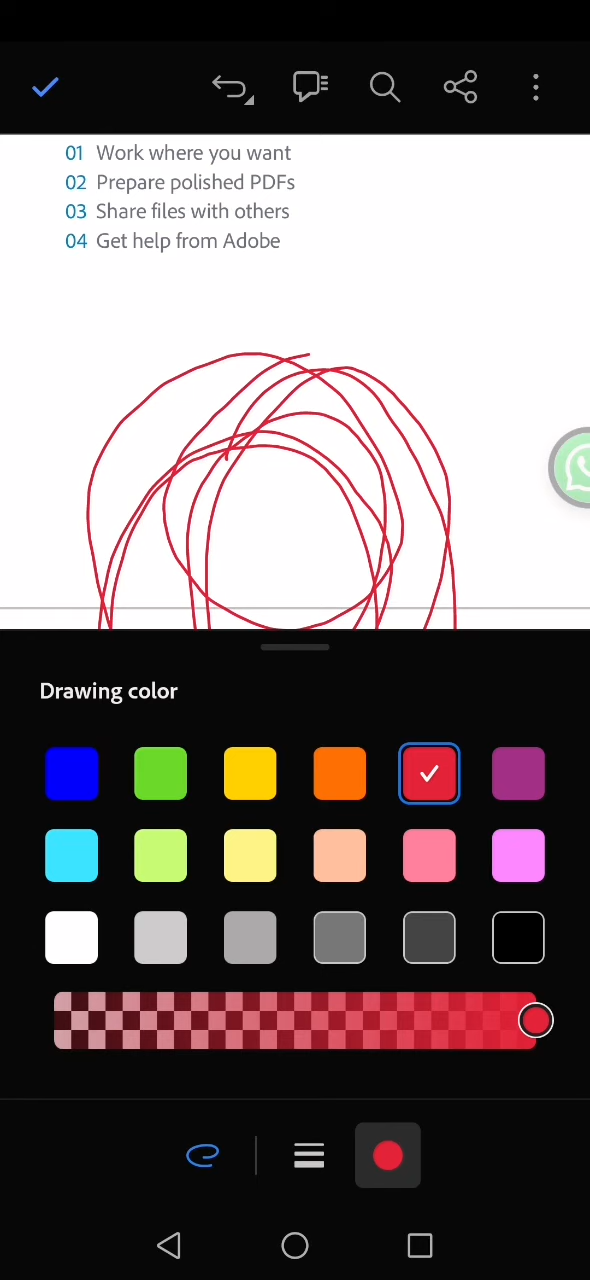 01 Work where you want
02 Prepare polished PDFs
03 Share files with others
04 Get help from Adobe
Drawing color